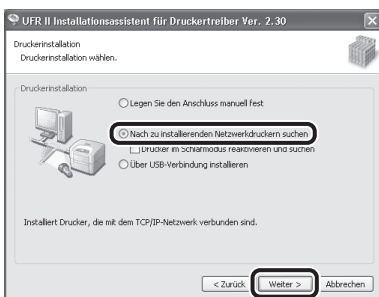 UFR II Installationsassistent für Druckertreiber Ver. 2.30
Druckerinstallation
Druckerinstallation wählen.
Druckerinstallation
Legen Sie den Anschluss manuell fest
Nach zu installierenden Netzwerkdruckern suchen
Drucker im Schlafmodus reaktivieren und suchen
Über USB-Verbindung installieren
Installiert Drucker, die mit dem TCP/IP-Netzwerk verbunden sind.
< Zurück Weiter > Abbrechen